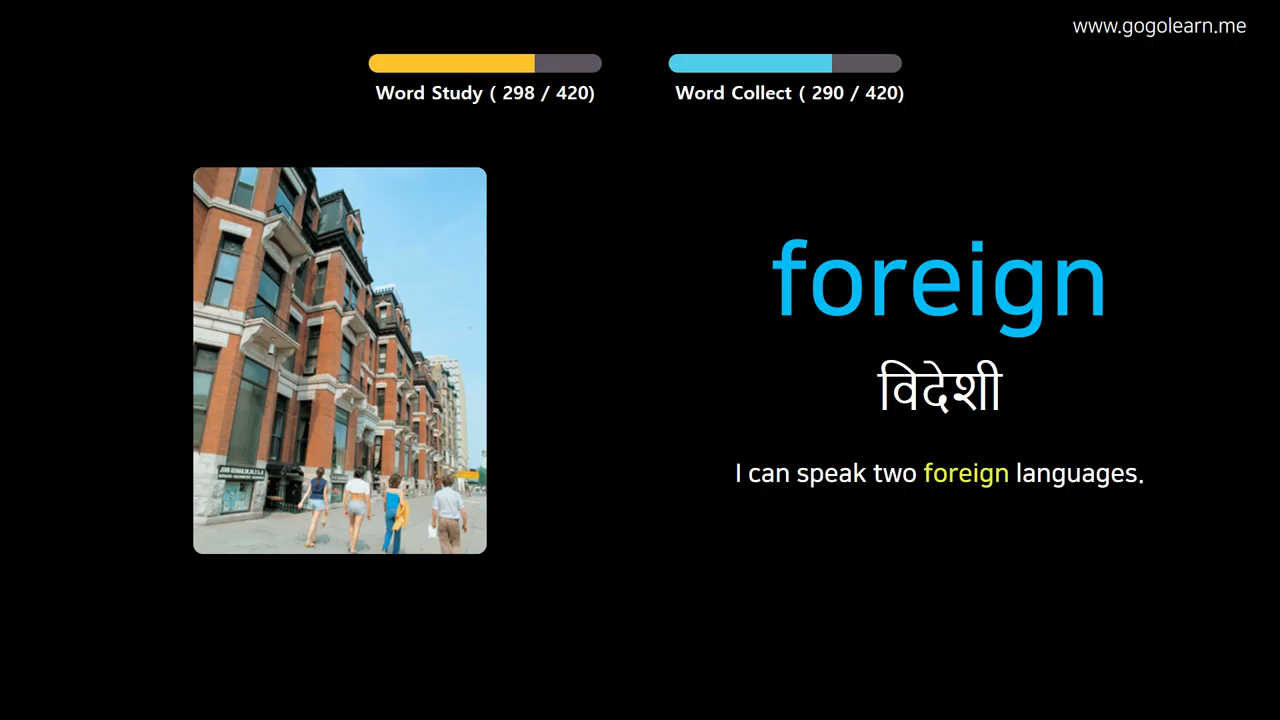 www.gogolearn.me
Word Study ( 298 / 420)
Word Collect ( 290 / 420)
foreign
विदेशी
I can speak two foreign languages.